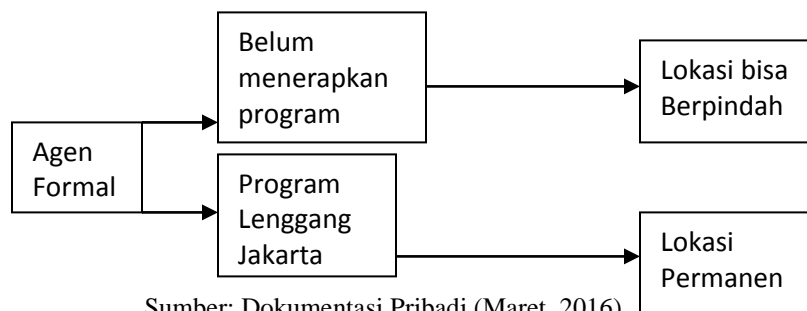 Belum
menerapkan
program
Lokasi bisa
Berpindah
Agen
Formal
Program
Lenggang
Jakarta
Lokasi
Permanen
Sumber: Dokumentasi Pribadi (Maret, 2016)